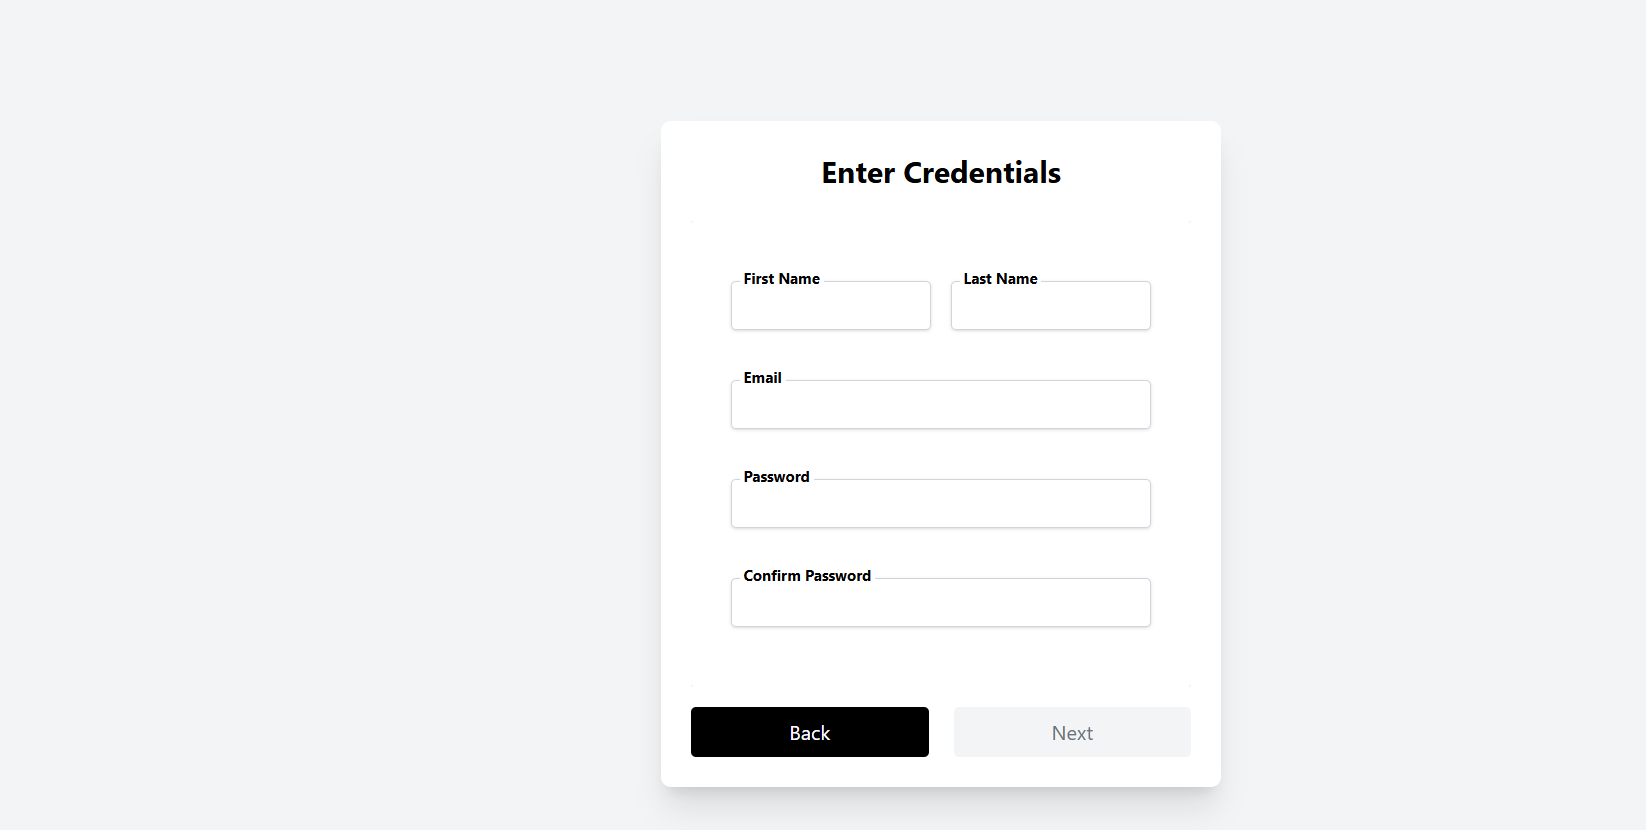 Enter Credentials
First Name Last Name
Email
Password
Confirm Password
Back Next